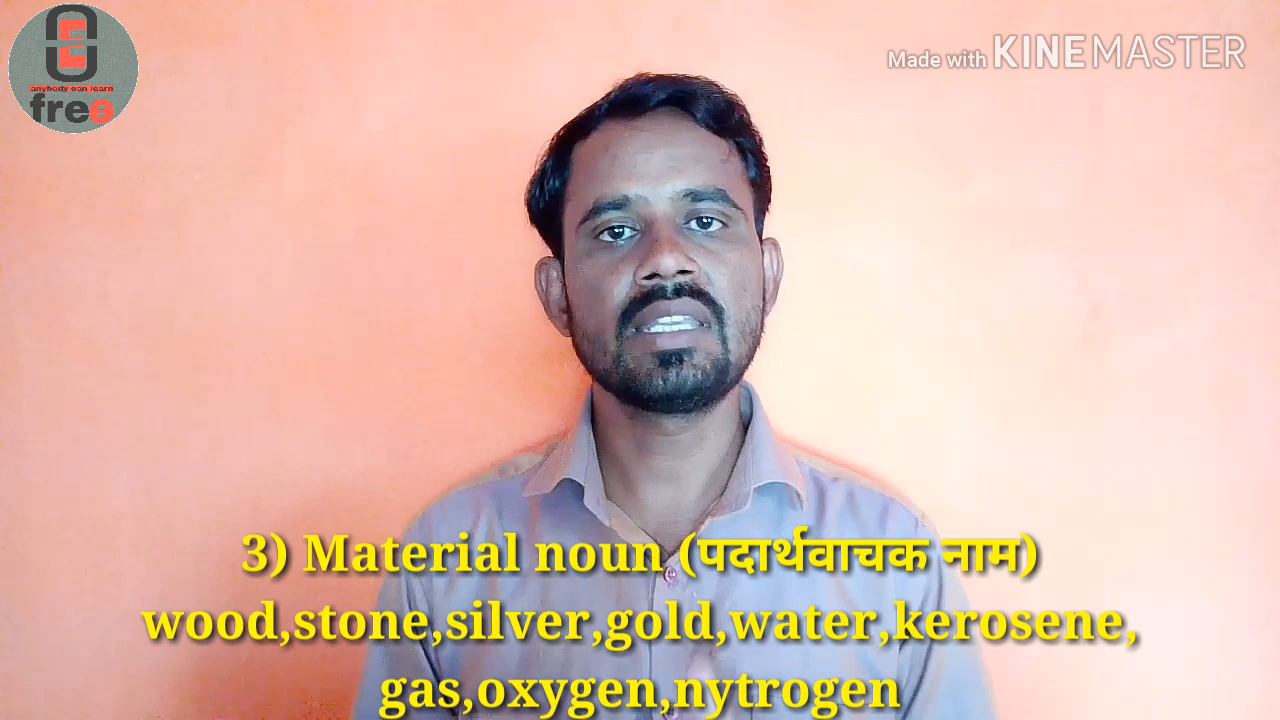 anybody can learn
free
Made with KINEMASTER
3) Material noun (पदार्थवाचक नाम)
wood,stone,silver,gold,water,kerosene,
gas,oxygen,nytrogen